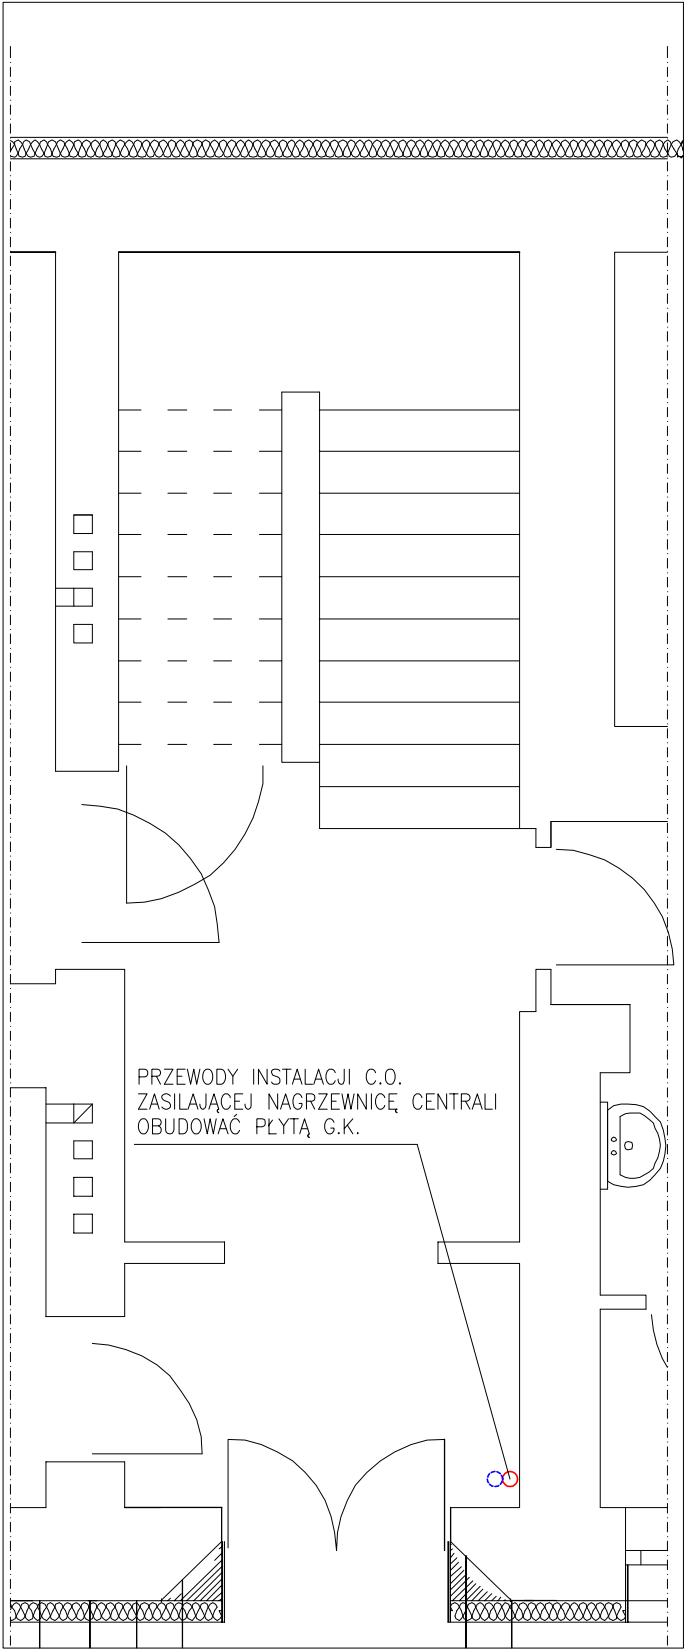 PRZEWODY INSTALACJI C.O.
ZASILAJĄCEJ NAGRZEWNICĘ CENTRALI
OBUDOWAĆ PŁYTĄ G.K.